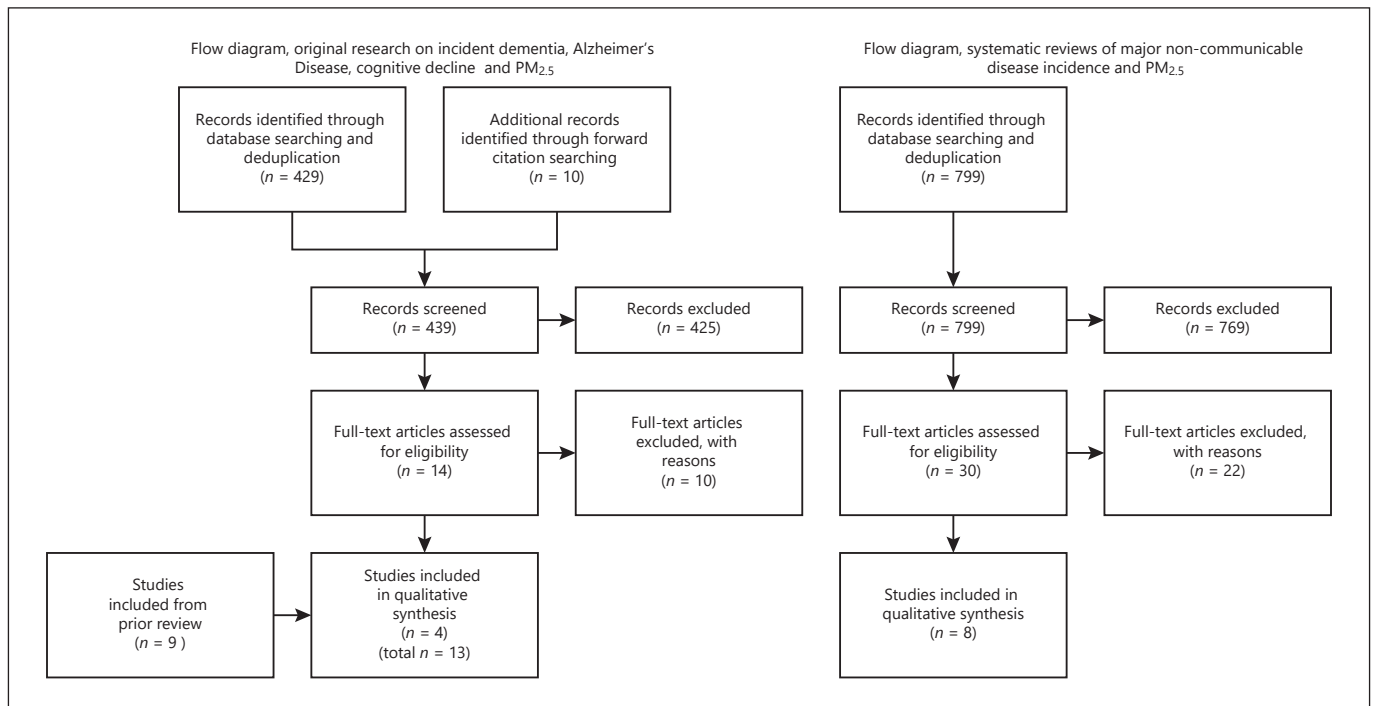 Flow diagram, original research on incident dementia, Alzheimer's
Disease, cognitive decline and PM2.5
Records identified through
database searching and
deduplication
(n = 429)
Additional records
identified through forward
citation searching
(n = 10)
Records screened
(n = 439)
Records excluded
(n = 425)
Full-text articles assessed
for eligibility
(n = 14)
Full-text articles
excluded, with
reasons
(n = 10)
Studies
included from
prior review
(n = 9 )
Studies included
in qualitative
synthesis
(n = 4)
(total n = 13)
Flow diagram, systematic reviews of major non-communicable
disease incidence and PM2.5
Records identified through
database searching and
deduplication
(n = 799)
Records screened
(n = 799)
Records excluded
(n = 769)
Full-text articles assessed
for eligibility
(n = 30)
Full-text articles excluded,
with reasons
(n = 22)
Studies included in
qualitative synthesis
(n = 8)